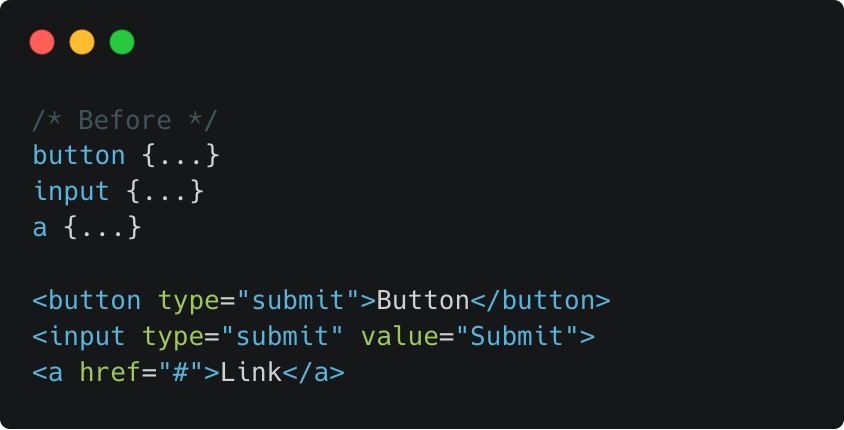 /* Before */
button {...}
input {...}
a {...}
<button type="submit">Button</button>
<input type="submit" value="Submit">
<a href="#">Link</a>